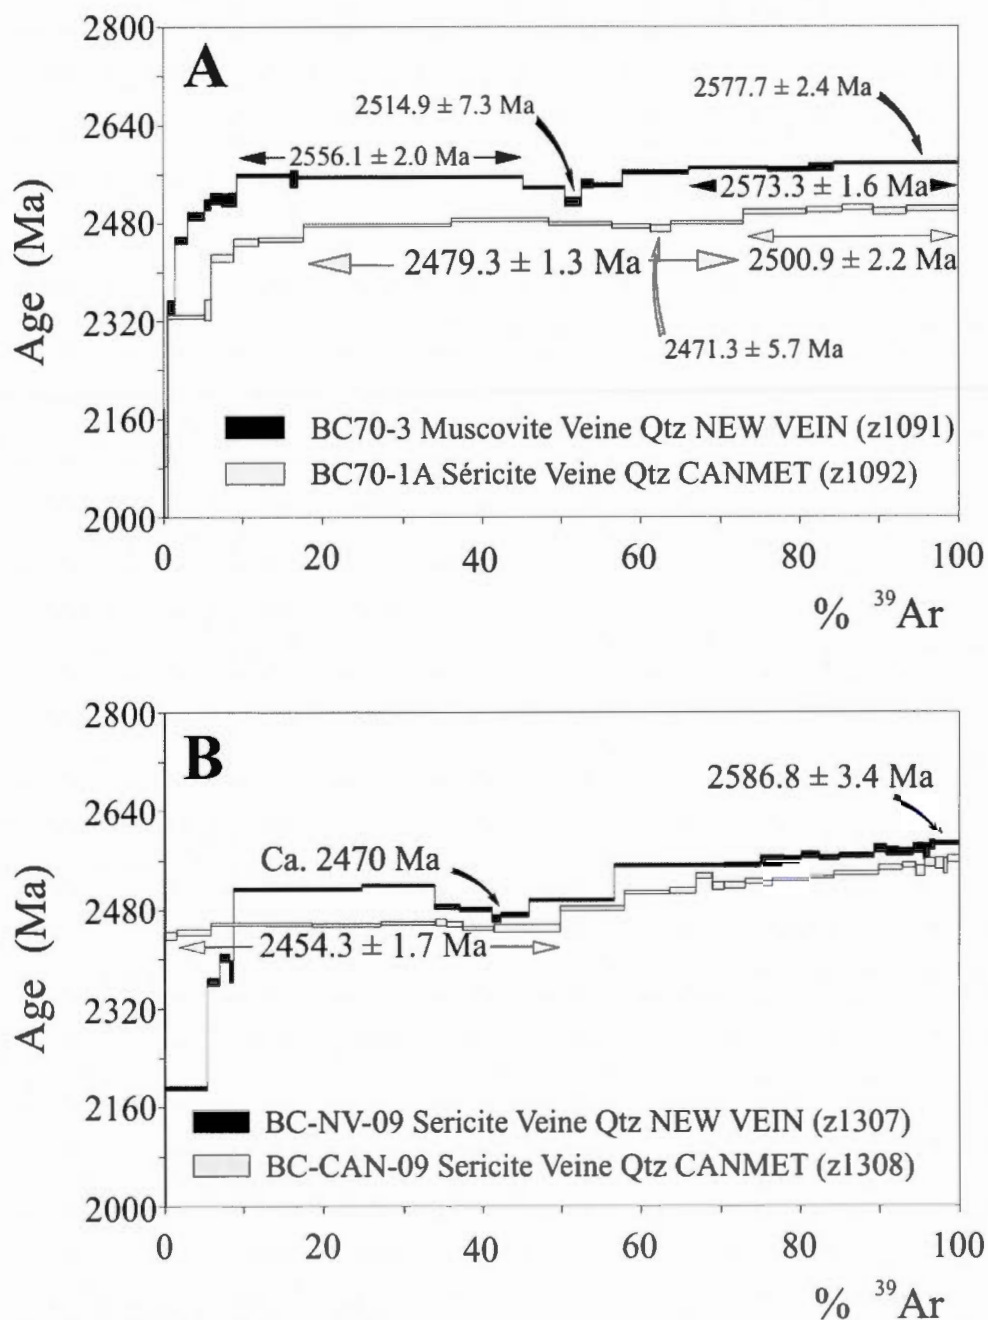 A
2800
2640
2480
2320
2160
2000
Age (Ma)
2514.9 ± 7.3 Ma
2577.7 ± 2.4 Ma
2556.1 ± 2.0 Ma
2573.3 ± 1.6 Ma
2479.3 ± 1.3 Ma
2500.9 ± 2.2 Ma
2471.3 ± 5.7 Ma
BC70-3 Muscovite Veine Qtz NEW VEIN (z1091)
BC70-1A Séricite Veine Qtz CANMET (z1092)
0 20 40 60 80 100
% ³⁹Ar
B
2800
2640
2480
2320
2160
2000
Age (Ma)
2586.8 ± 3.4 Ma
Ca. 2470 Ma
2454.3 ± 1.7 Ma
BC-NV-09 Sericite Veine Qtz NEW VEIN (z1307)
BC-CAN-09 Sericite Veine Qtz CANMET (z1308)
0 20 40 60 80 100
% ³⁹Ar